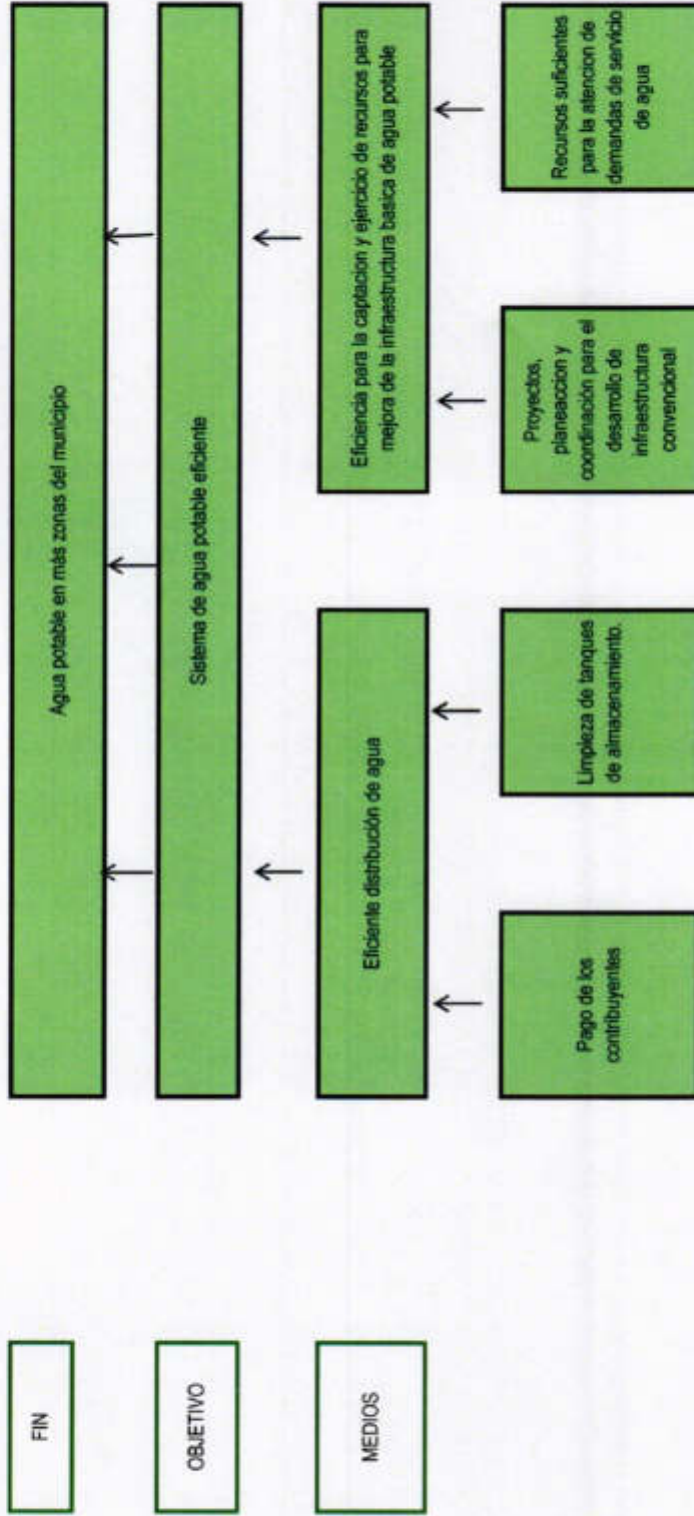 FIN
Agua potable en más zonas del municipio
OBJETIVO
Sistema de agua potable eficiente
MEDIOS
Eficiente distribución de agua
Eficiencia para la captacion y ejercicio de recursos para
mejora de la infraestructura basica de agua potable
Pago de los
contribuyentes
Limpieza de tanques
de almacenamiento.
Proyectos,
planeaccion y
coordinación para el
desarrollo de
infraestructura
convencional
Recursos suficientes
para la atencion de
demandas de servicio
de agua